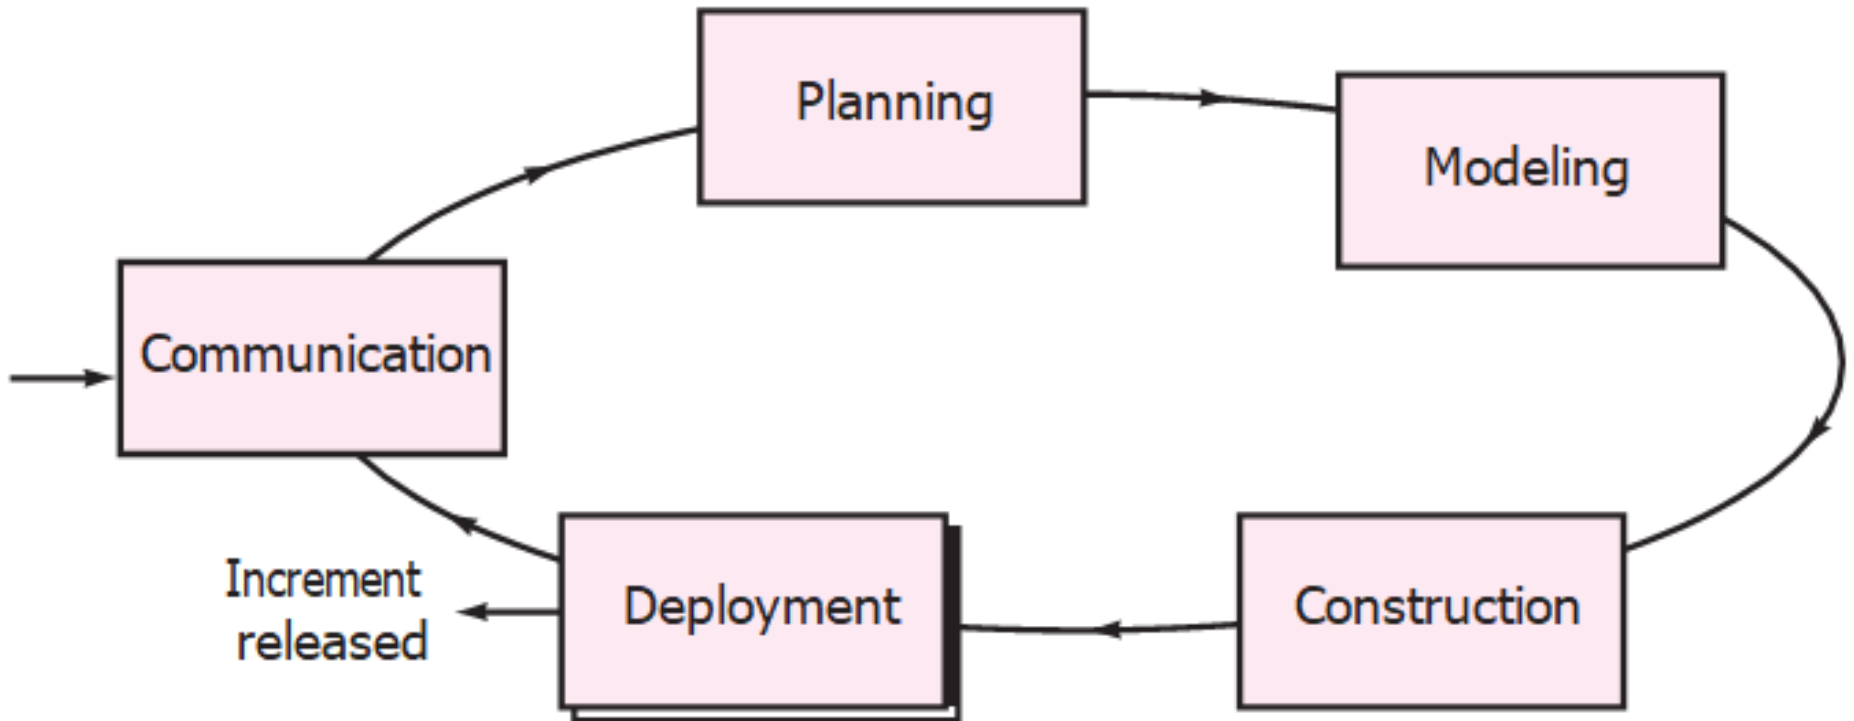 Planning
Modeling
Communication
Increment
released
Deployment
Construction